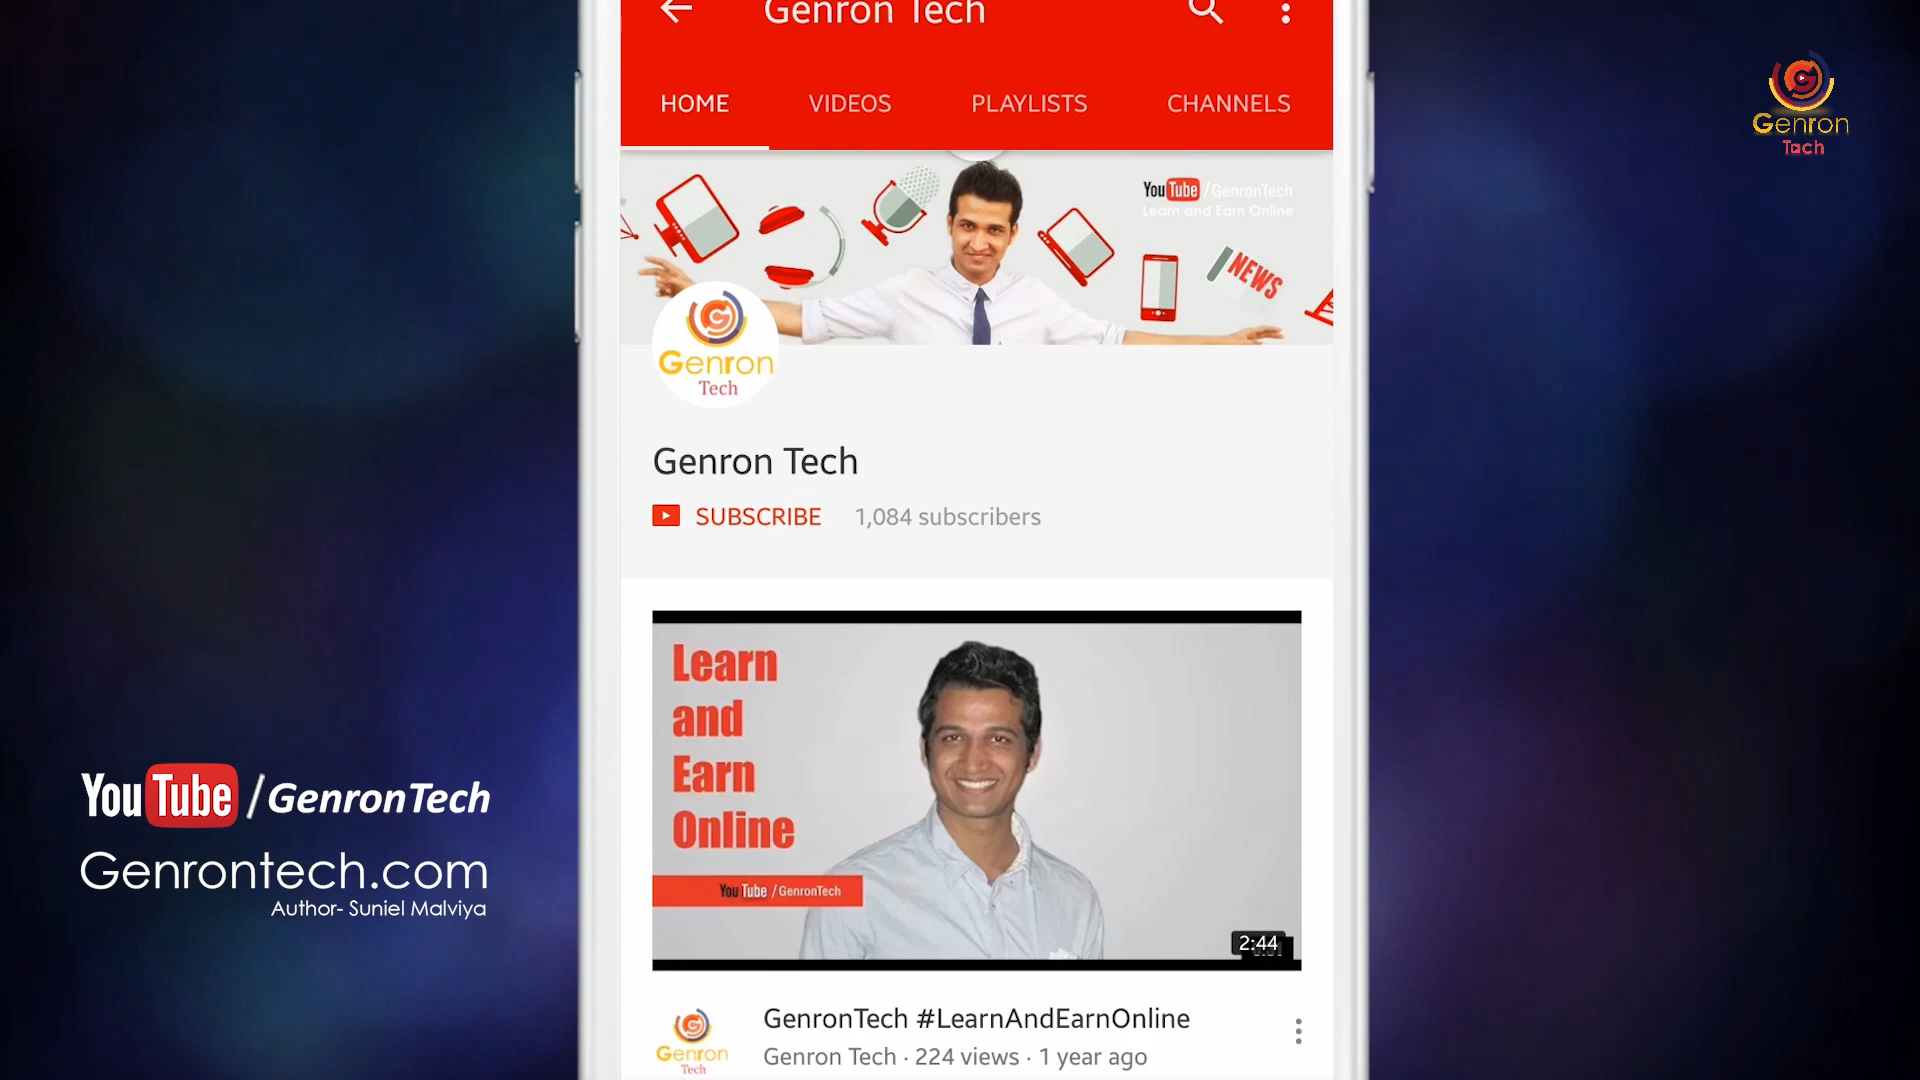 Genron Tech
HOME VIDEOS PLAYLISTS CHANNELS
Genron
Tech
YouTube/GenronTech
Learn and Earn Online
NEWS
Genron
Tech
Genron Tech
SUBSCRIBE 1,084 subscribers
Learn
and
Earn
Online
YouTube /GenronTech
2:44
YouTube /GenronTech
Genrontech.com
Author- Suniel Malviya
GenronTech #LearnAndEarnOnline
Genron Tech · 224 views · 1 year ago
Genron
Tech